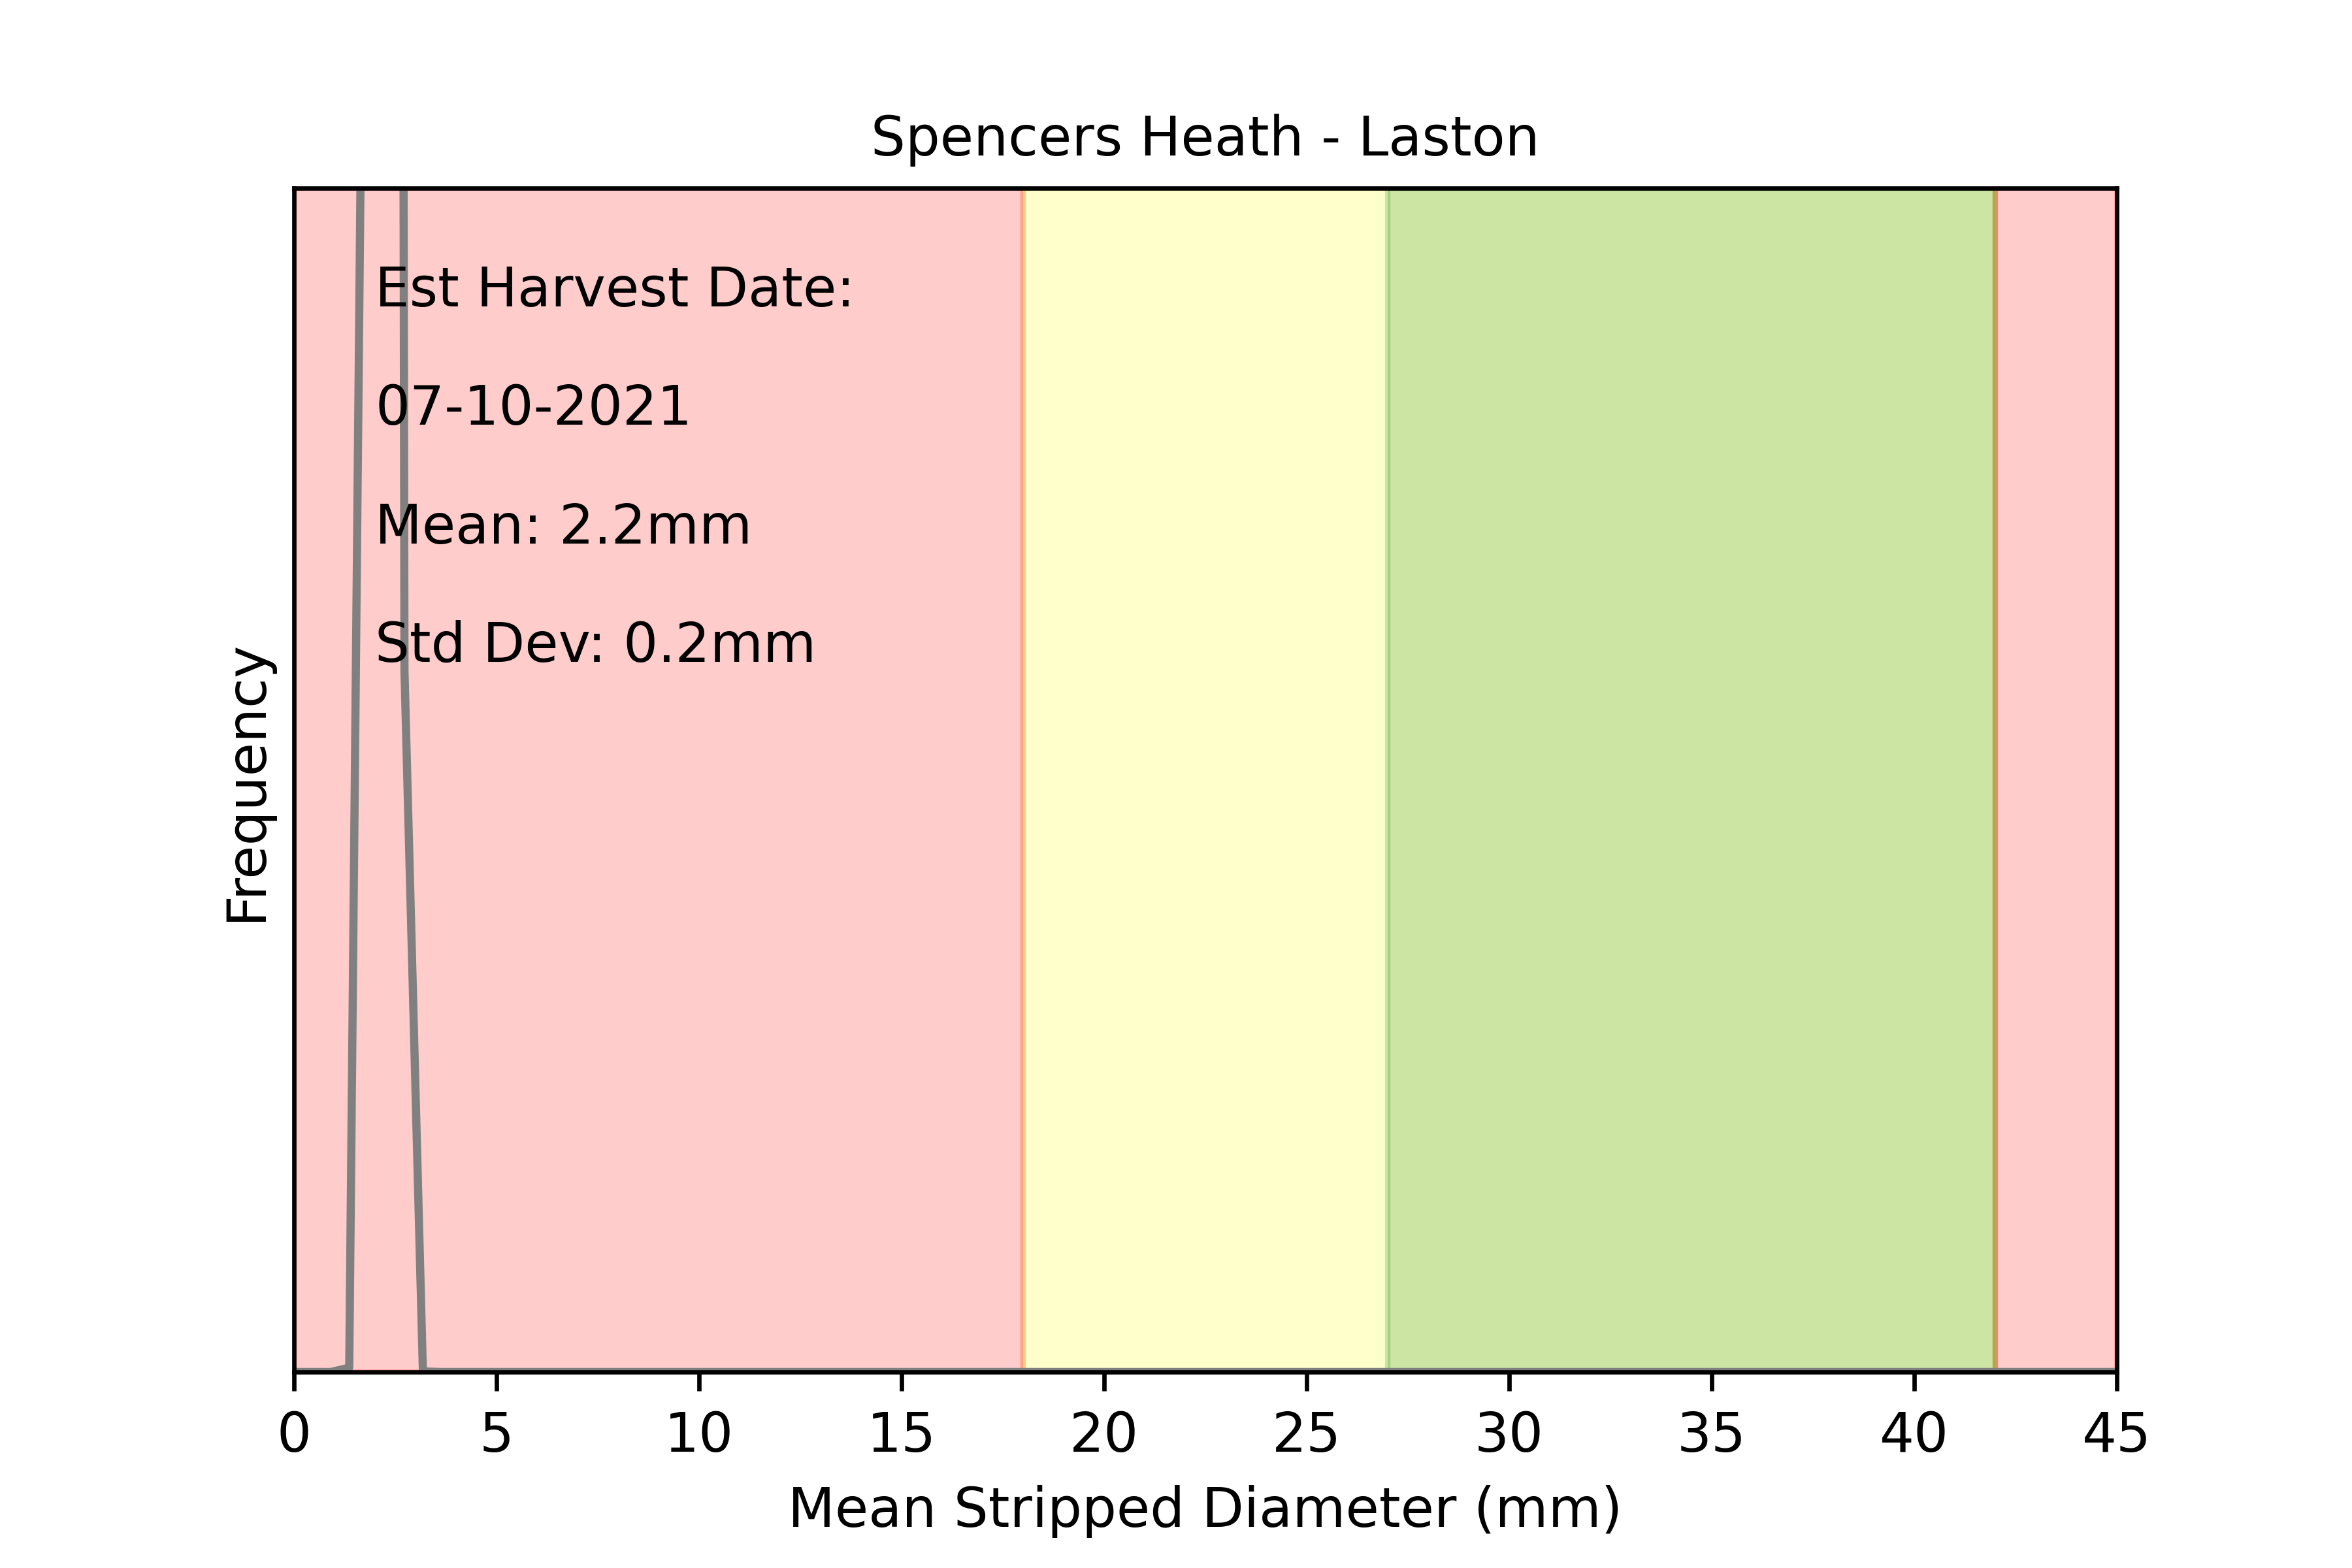 Spencers Heath - Laston
Est Harvest Date:
07-10-2021
Mean: 2.2mm
Std Dev: 0.2mm
Frequency
0 5 10 15 20 25 30 35 40 45
Mean Stripped Diameter (mm)